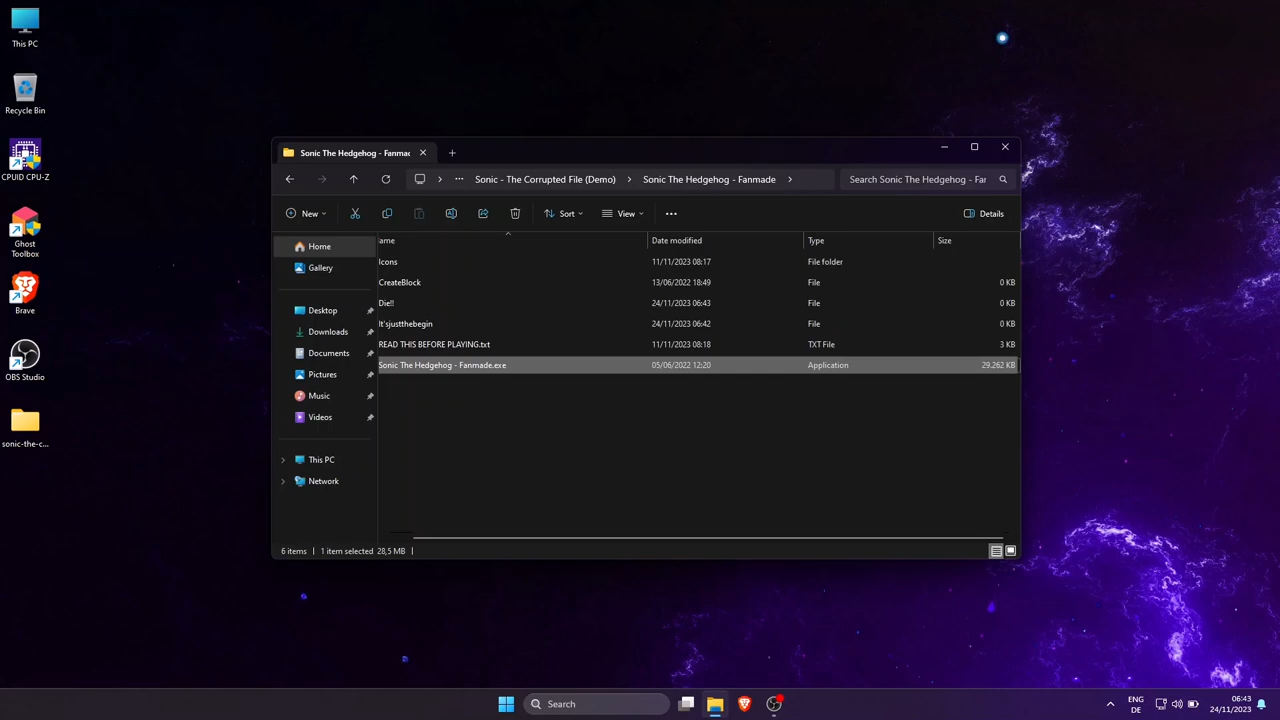 This PC
Recycle Bin
CPUID CPU-Z
Ghost
Toolbox
Brave
OBS Studio
sonic-the-c...
Sonic The Hedgehog - Fanmac
··· Sonic - The Corrupted File (Demo) Sonic The Hedgehog - Fanmade Search Sonic The Hedgehog - Far
New Sort View ··· Details
Home
Gallery
Desktop
Downloads
Documents
Pictures
Music
Videos
This PC
Network
ame Date modified Type Size
Icons 11/11/2023 08:17 File folder
CreateBlock 13/06/2022 18:49 File 0 KB
Die!! 24/11/2023 06:43 File 0 KB
It'sjustthebegin 24/11/2023 06:42 File 0 KB
READ THIS BEFORE PLAYING.txt 11/11/2023 08:18 TXT File 3 KB
Sonic The Hedgehog - Fanmade.exe 05/06/2022 12:20 Application 29.262 KB
6 items 1 item selected 28,5 MB
Search
ENG
DE
06:43
24/11/2023